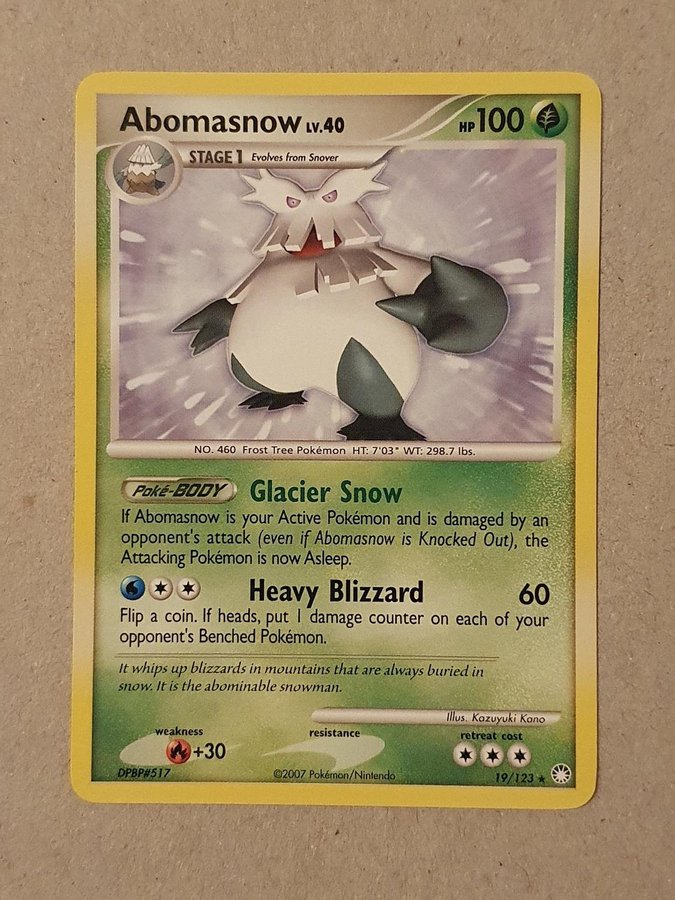 Abomasnow LV.40 HP 100
STAGE 1 Evolves from Snover
NO. 460 Frost Tree Pokémon HT: 7'03" WT: 298.7 lbs.
Poké-BODY Glacier Snow
If Abomasnow is your Active Pokémon and is damaged by an
opponent's attack (even if Abomasnow is Knocked Out), the
Attacking Pokémon is now Asleep.
Heavy Blizzard 60
Flip a coin. If heads, put 1 damage counter on each of your
opponent's Benched Pokémon.
It whips up blizzards in mountains that are always buried in
snow. It is the abominable snowman.
Illus. Kazuyuki Kano
weakness resistance retreat cost
+30
DPBP#517 ©2007 Pokémon/Nintendo 19/123 ★